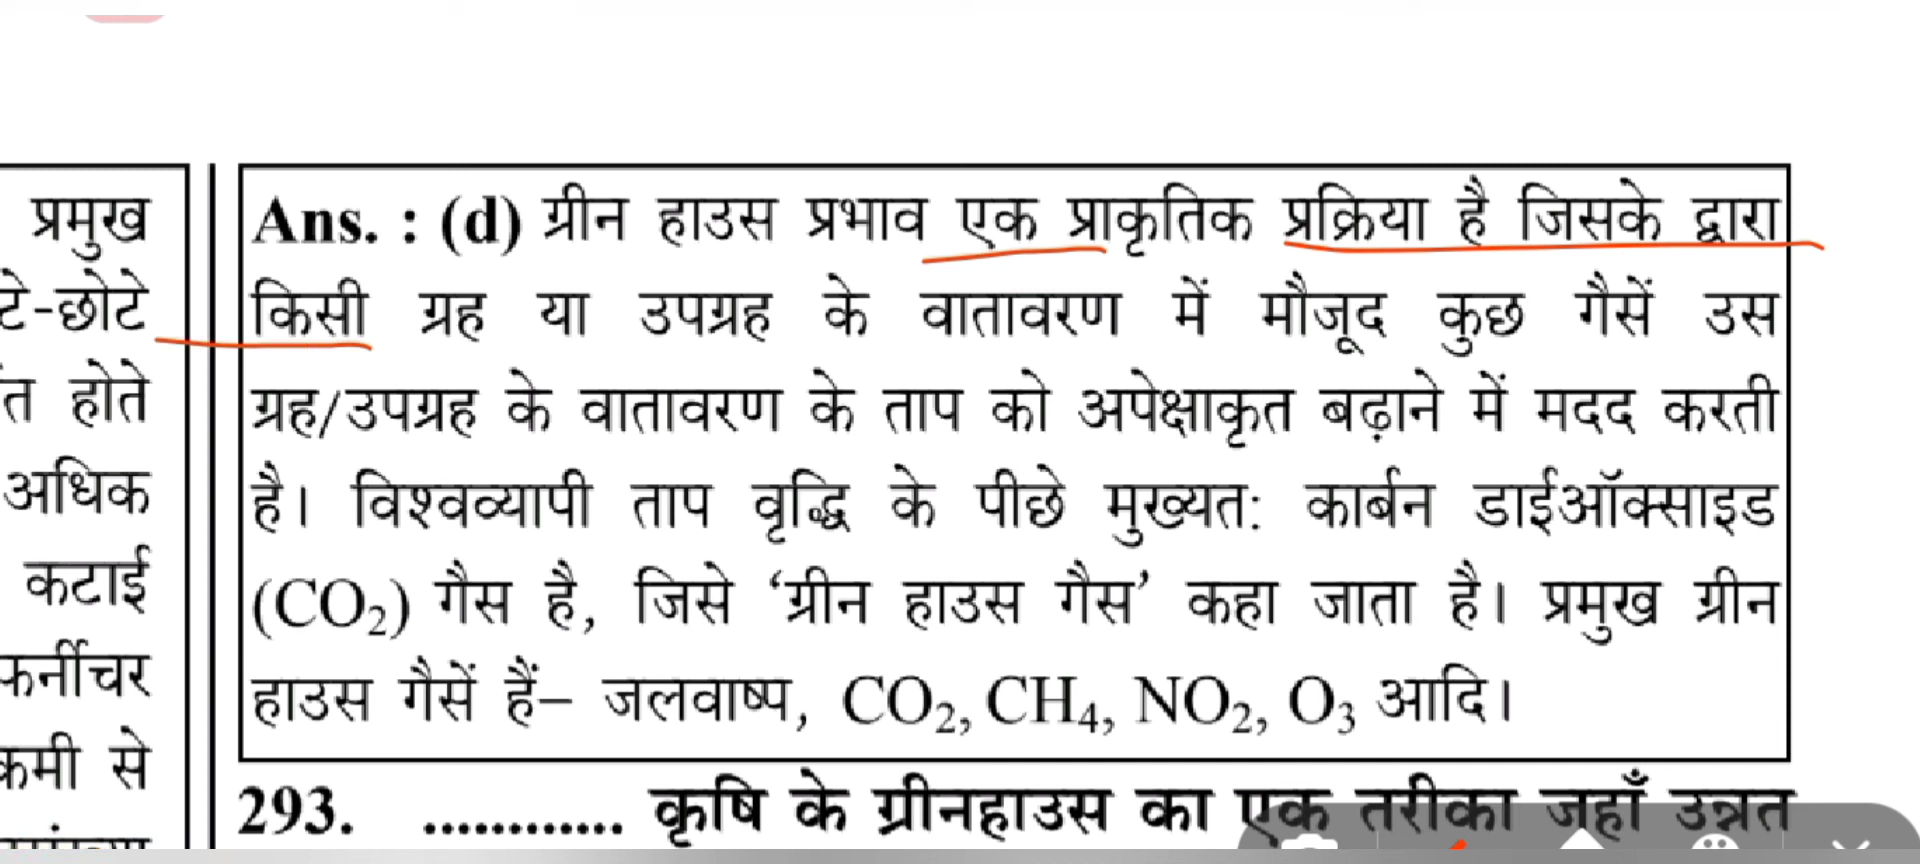 प्रमुख
टे-छोटे
त होते
अधिक
कटाई
फर्नीचर
कमी से
Ans. : (d) ग्रीन हाउस प्रभाव एक प्राकृतिक प्रक्रिया है जिसके द्वारा
किसी ग्रह या उपग्रह के वातावरण में मौजूद कुछ गैसें उस
ग्रह/उपग्रह के वातावरण के ताप को अपेक्षाकृत बढ़ाने में मदद करती
है। विश्वव्यापी ताप वृद्धि के पीछे मुख्यत: कार्बन डाईऑक्साइड
(CO₂) गैस है, जिसे ‘ग्रीन हाउस गैस’ कहा जाता है। प्रमुख ग्रीन
हाउस गैसें हैं– जलवाष्प, CO₂, CH₄, NO₂, O₃ आदि।
293. ............ कृषि के ग्रीनहाउस का एक तरीका जहाँ उन्नत